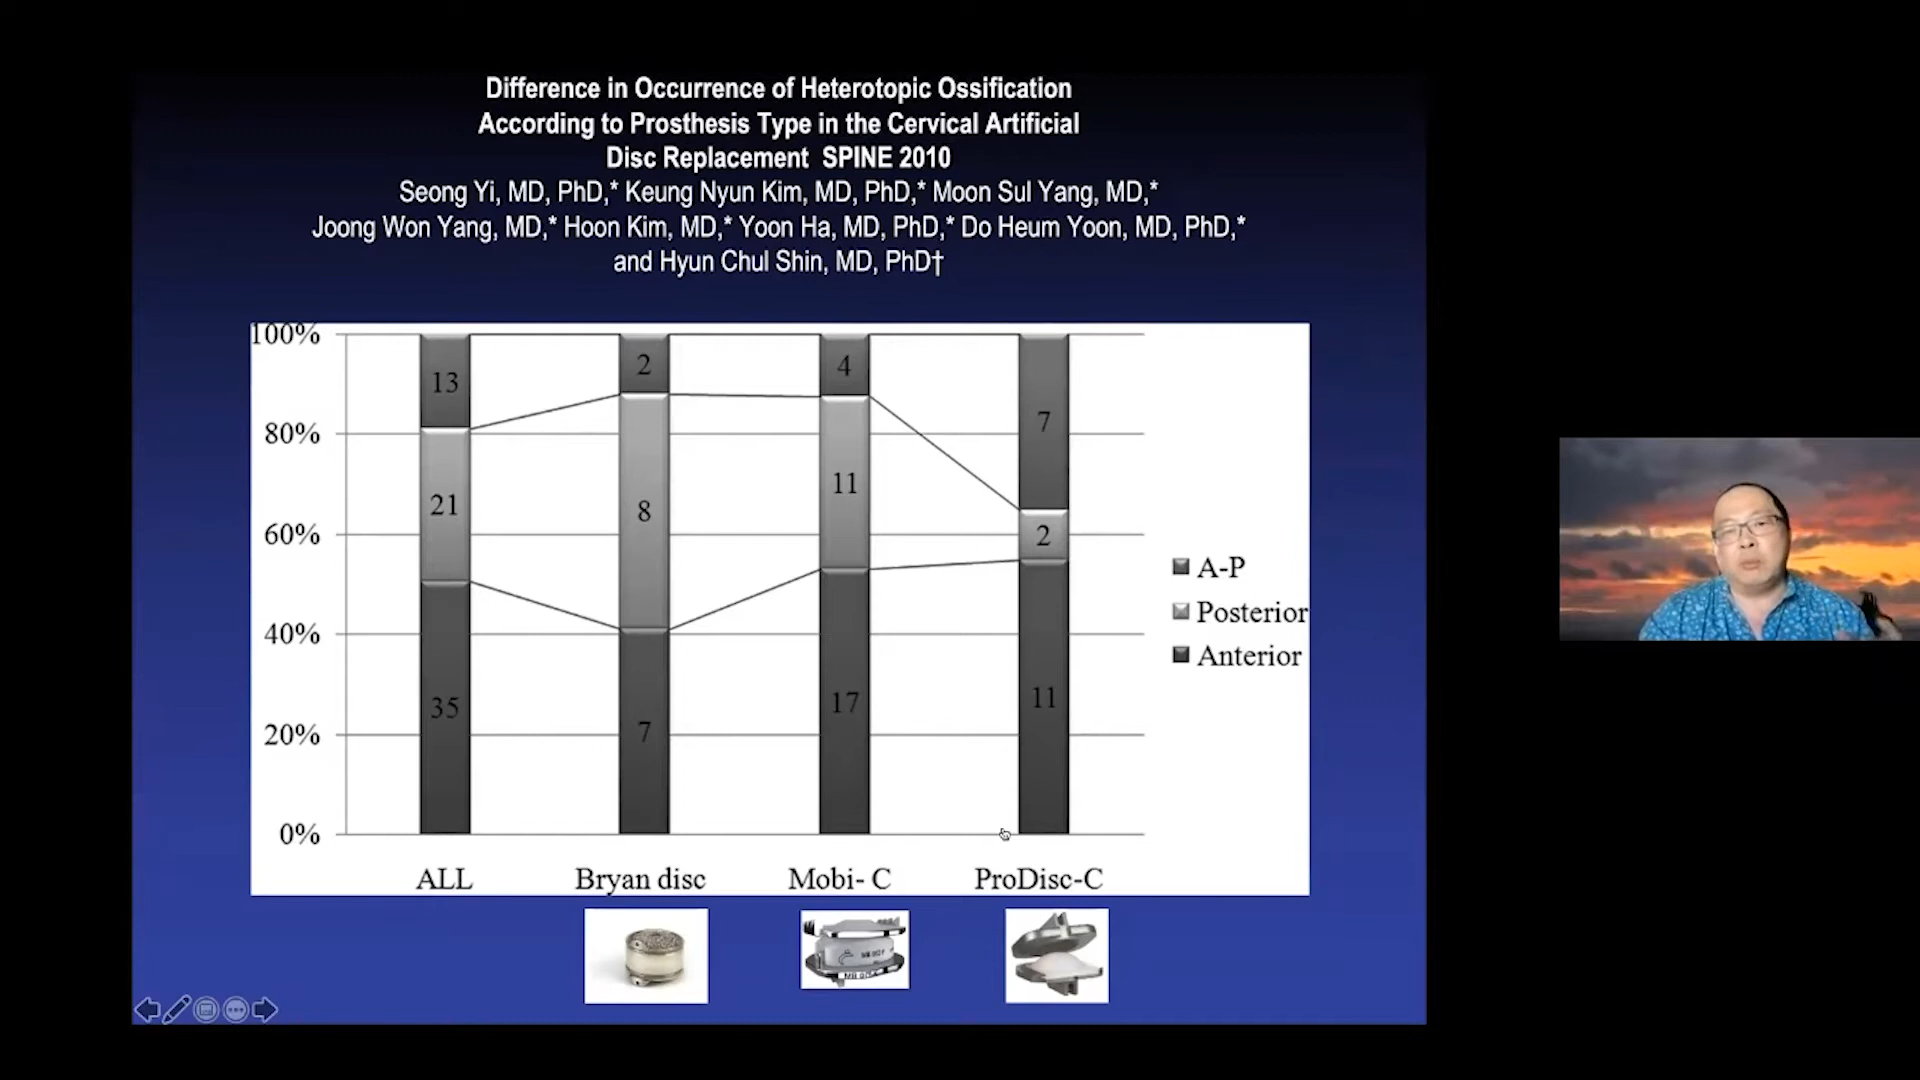 Difference in Occurrence of Heterotopic Ossification
According to Prosthesis Type in the Cervical Artificial
Disc Replacement SPINE 2010
Seong Yi, MD, PhD,* Keung Nyun Kim, MD, PhD,* Moon Sul Yang, MD,*
Joong Won Yang, MD,* Hoon Kim, MD,* Yoon Ha, MD, PhD,* Do Heum Yoon, MD, PhD,*
and Hyun Chul Shin, MD, PhD†
100%
80%
60%
40%
20%
0%
13
21
35
2
8
7
4
11
17
7
2
11
A-P
Posterior
Anterior
ALL
Bryan disc
Mobi- C
ProDisc-C